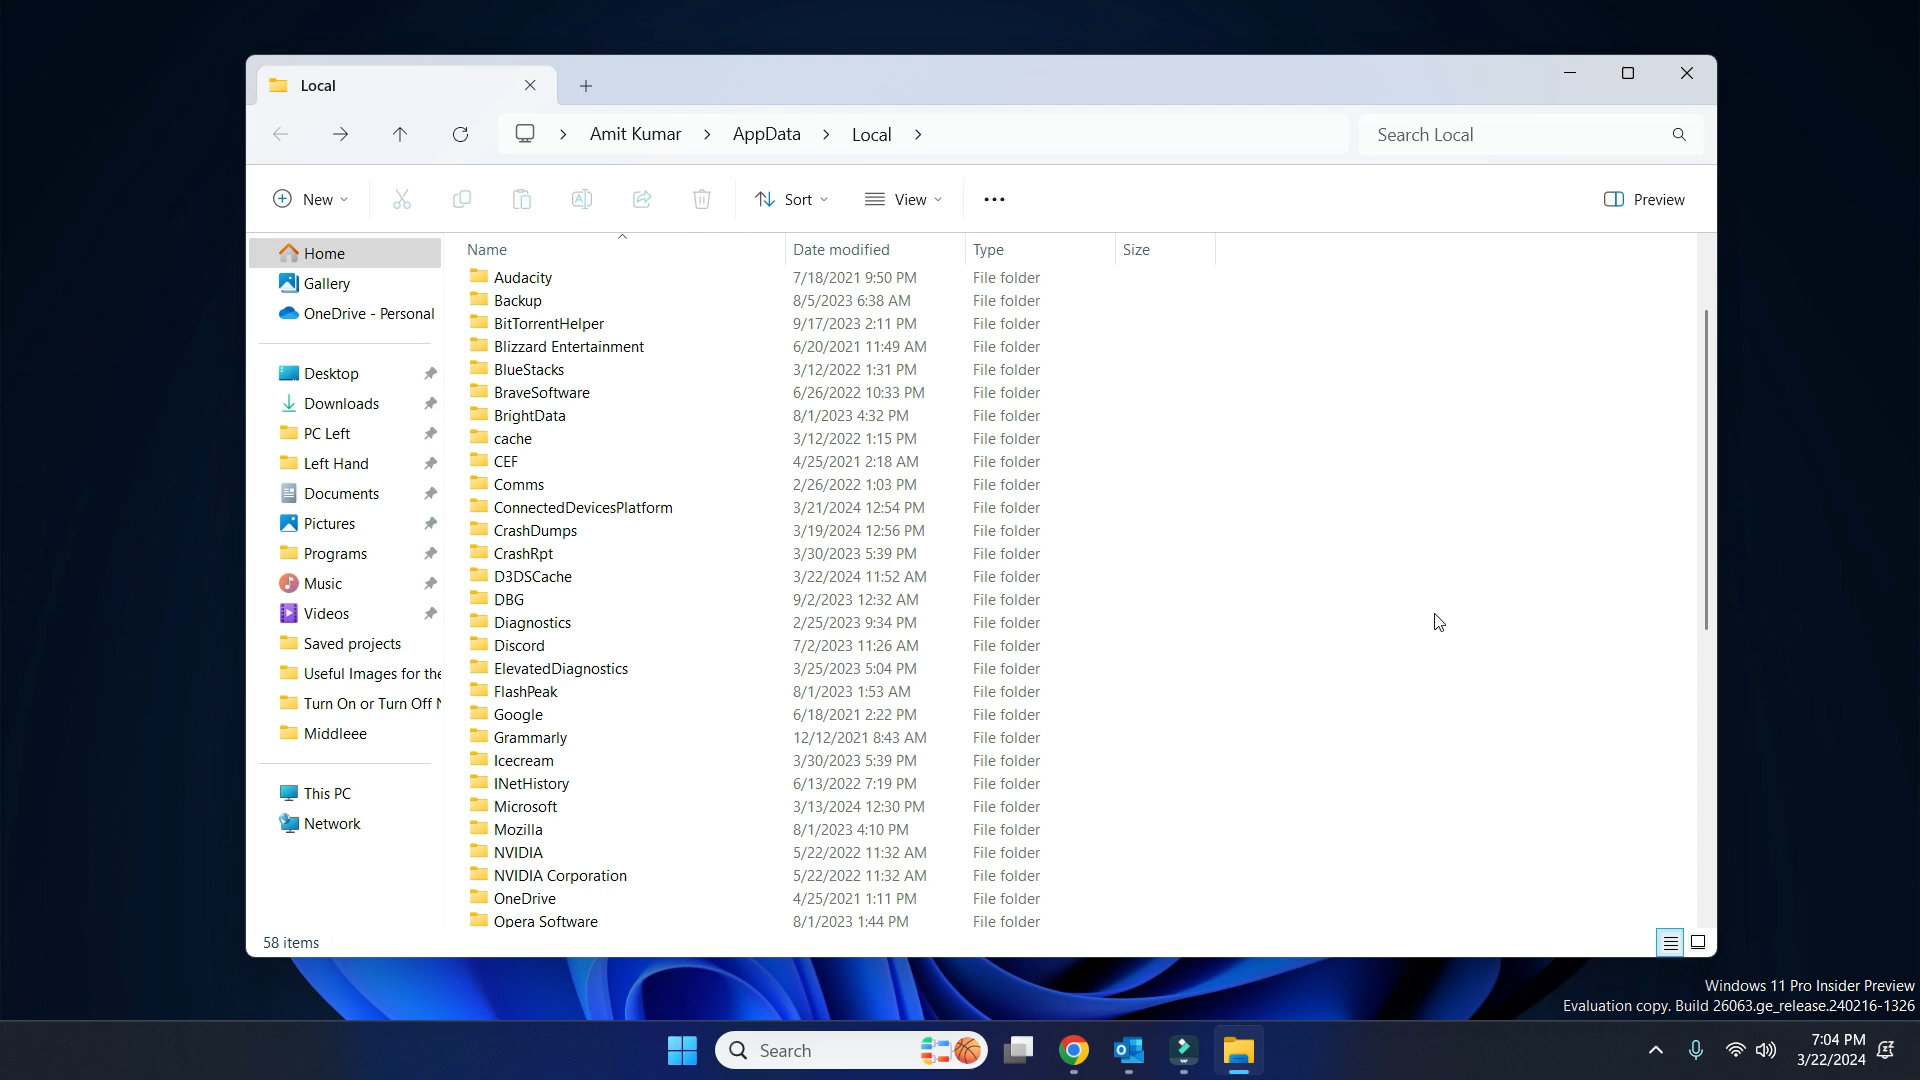 Local
Amit Kumar > AppData > Local >
Search Local
New
Sort
View
Preview
Home
Gallery
OneDrive - Personal
Desktop
Downloads
PC Left
Left Hand
Documents
Pictures
Programs
Music
Videos
Saved projects
Useful Images for the
Turn On or Turn Off
Middleee
This PC
Network
Name Date modified Type Size
Audacity 7/18/2021 9:50 PM File folder
Backup 8/5/2023 6:38 AM File folder
BitTorrentHelper 9/17/2023 2:11 PM File folder
Blizzard Entertainment 6/20/2021 11:49 AM File folder
BlueStacks 3/12/2022 1:31 PM File folder
BraveSoftware 6/26/2022 10:33 PM File folder
BrightData 8/1/2023 4:32 PM File folder
cache 3/12/2022 1:15 PM File folder
CEF 4/25/2021 2:18 AM File folder
Comms 2/26/2022 1:03 PM File folder
ConnectedDevicesPlatform 3/21/2024 12:54 PM File folder
CrashDumps 3/19/2024 12:56 PM File folder
CrashRpt 3/30/2023 5:39 PM File folder
D3DSCache 3/22/2024 11:52 AM File folder
DBG 9/2/2023 12:32 AM File folder
Diagnostics 2/25/2023 9:34 PM File folder
Discord 7/2/2023 11:26 AM File folder
ElevatedDiagnostics 3/25/2023 5:04 PM File folder
FlashPeak 8/1/2023 1:53 AM File folder
Google 6/18/2021 2:22 PM File folder
Grammarly 12/12/2021 8:43 AM File folder
Icecream 3/30/2023 5:39 PM File folder
INetHistory 6/13/2022 7:19 PM File folder
Microsoft 3/13/2024 12:30 PM File folder
Mozilla 8/1/2023 4:10 PM File folder
NVIDIA 5/22/2022 11:32 AM File folder
NVIDIA Corporation 5/22/2022 11:32 AM File folder
OneDrive 4/25/2021 1:11 PM File folder
Opera Software 8/1/2023 1:44 PM File folder
58 items
Windows 11 Pro Insider Preview
Evaluation copy. Build 26063.ge_release.240216-1326
Search
7:04 PM
3/22/2024